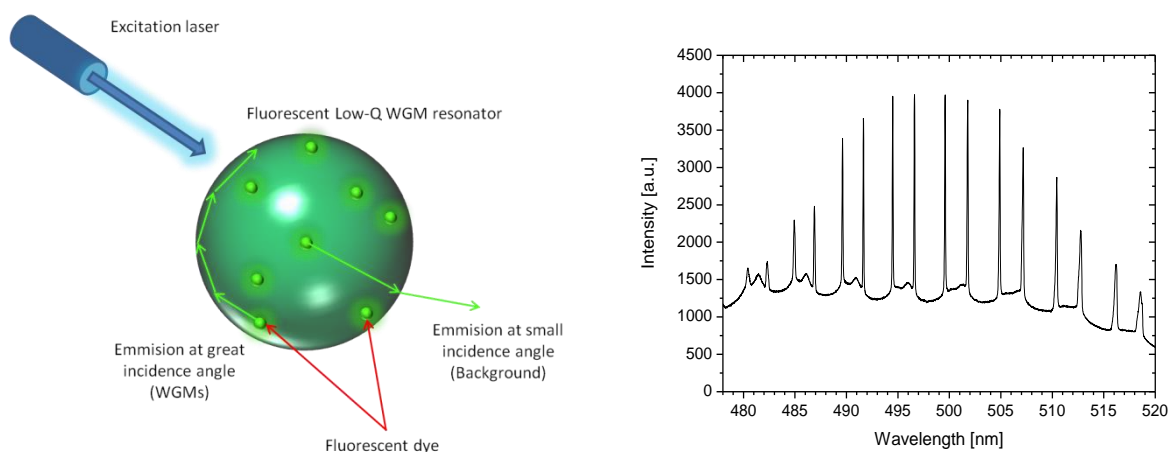 Excitation laser
Fluorescent Low-Q WGM resonator
Emmision at great
incidence angle
(WGMs)
Emmision at small
incidence angle
(Background)
Fluorescent dye
4500
4000
3500
3000
2500
2000
1500
1000
500
0
Intensity [a.u.]
480 485 490 495 500 505 510 515 520
Wavelength [nm]